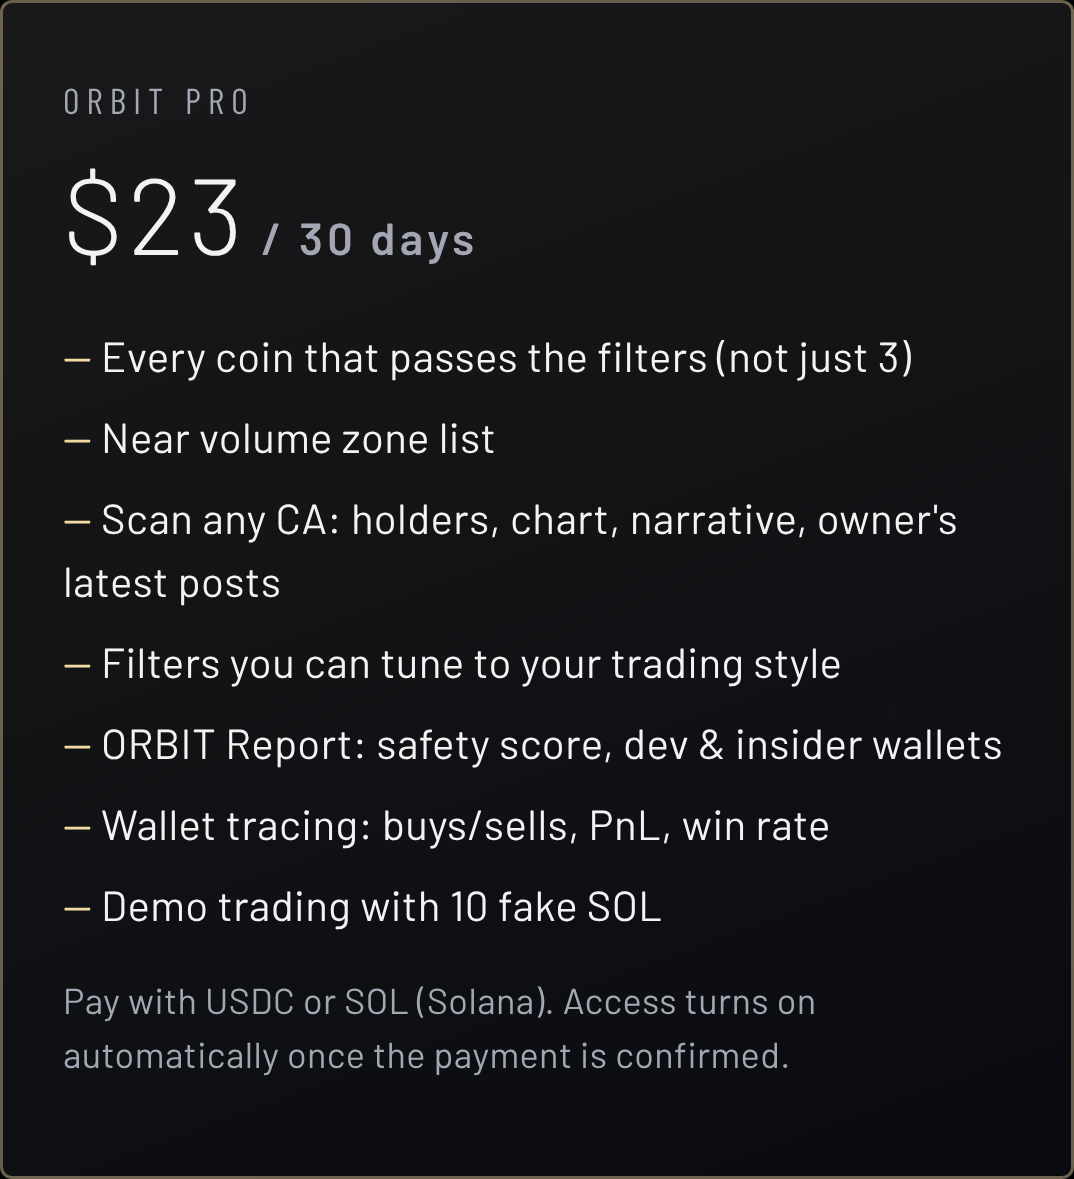 ORBIT PRO
$23 / 30 days
– Every coin that passes the filters (not just 3)
– Near volume zone list
– Scan any CA: holders, chart, narrative, owner's
latest posts
– Filters you can tune to your trading style
– ORBIT Report: safety score, dev & insider wallets
– Wallet tracing: buys/sells, PnL, win rate
– Demo trading with 10 fake SOL
Pay with USDC or SOL (Solana). Access turns on
automatically once the payment is confirmed.